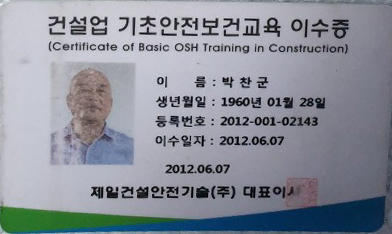 건설업 기초안전보건교육 이수증
(Certificate of Basic OSH Training in Construction)
이 름 : 박 찬 군
생년월일 : 1960년 01월 28일
등록번호 : 2012-001-02143
이수일자 : 2012.06.07
2012.06.07
제일건설안전기술(주) 대표이사